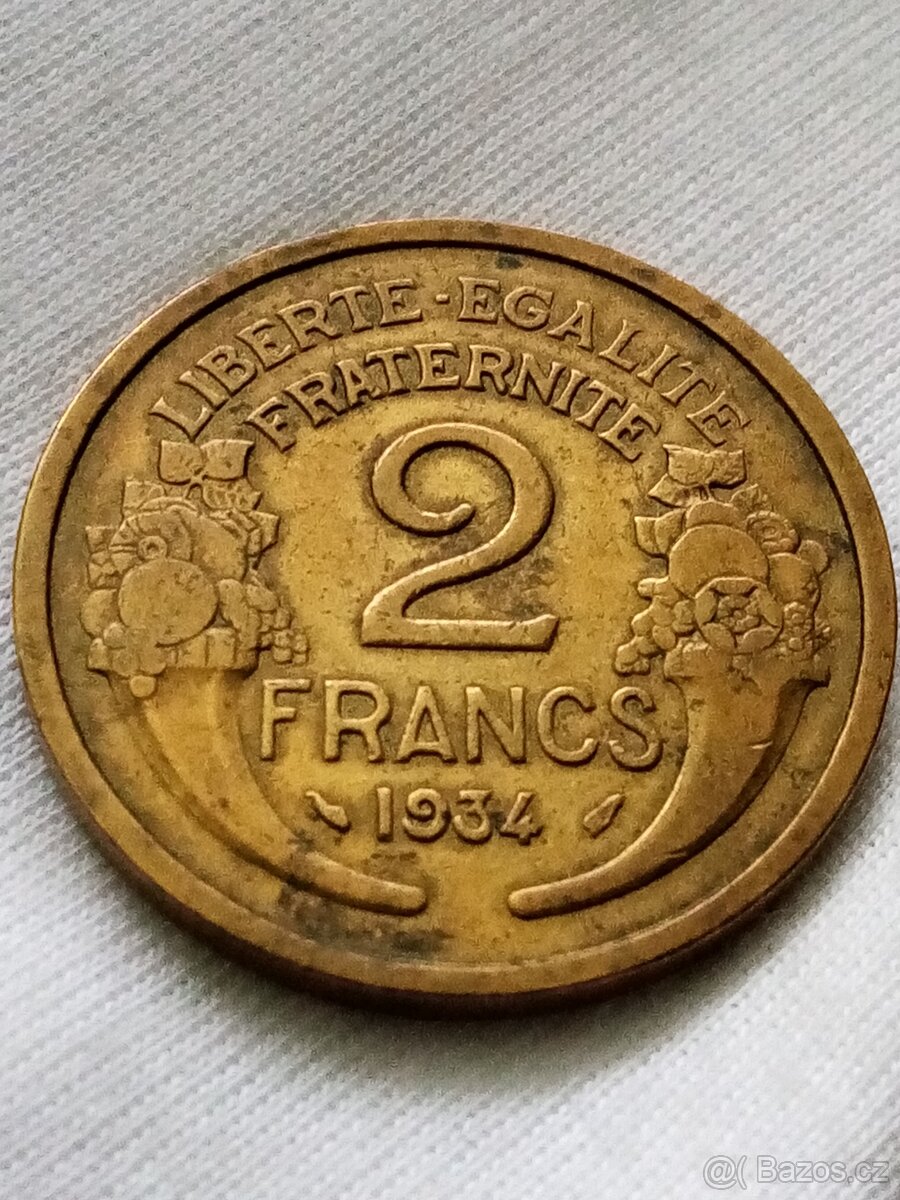 LIBERTE·EGALITE
FRATERNITE
2
FRANCS
1934
@( Bazos.cz